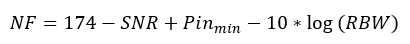 NF = 174 − SNR + Pin_min − 10 * log (RBW)